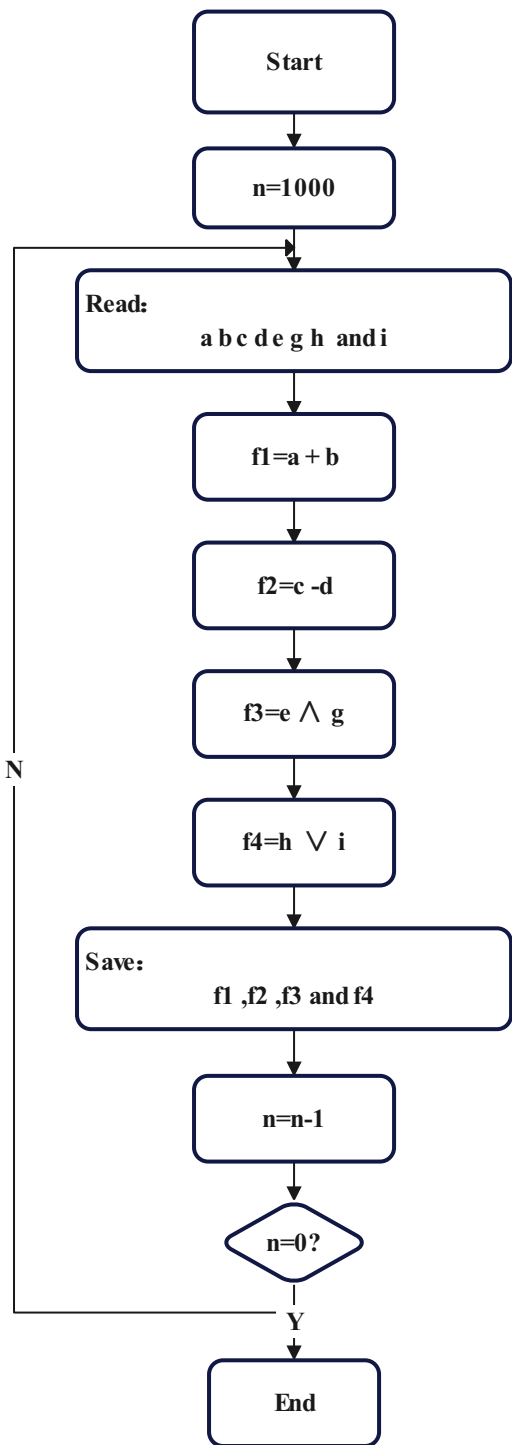 Start
n=1000
Read：
a b c d e g h and i
f1=a + b
f2=c -d
f3=e ∧ g
N
f4=h ∨ i
Save：
f1 ,f2 ,f3 and f4
n=n-1
n=0?
Y
End